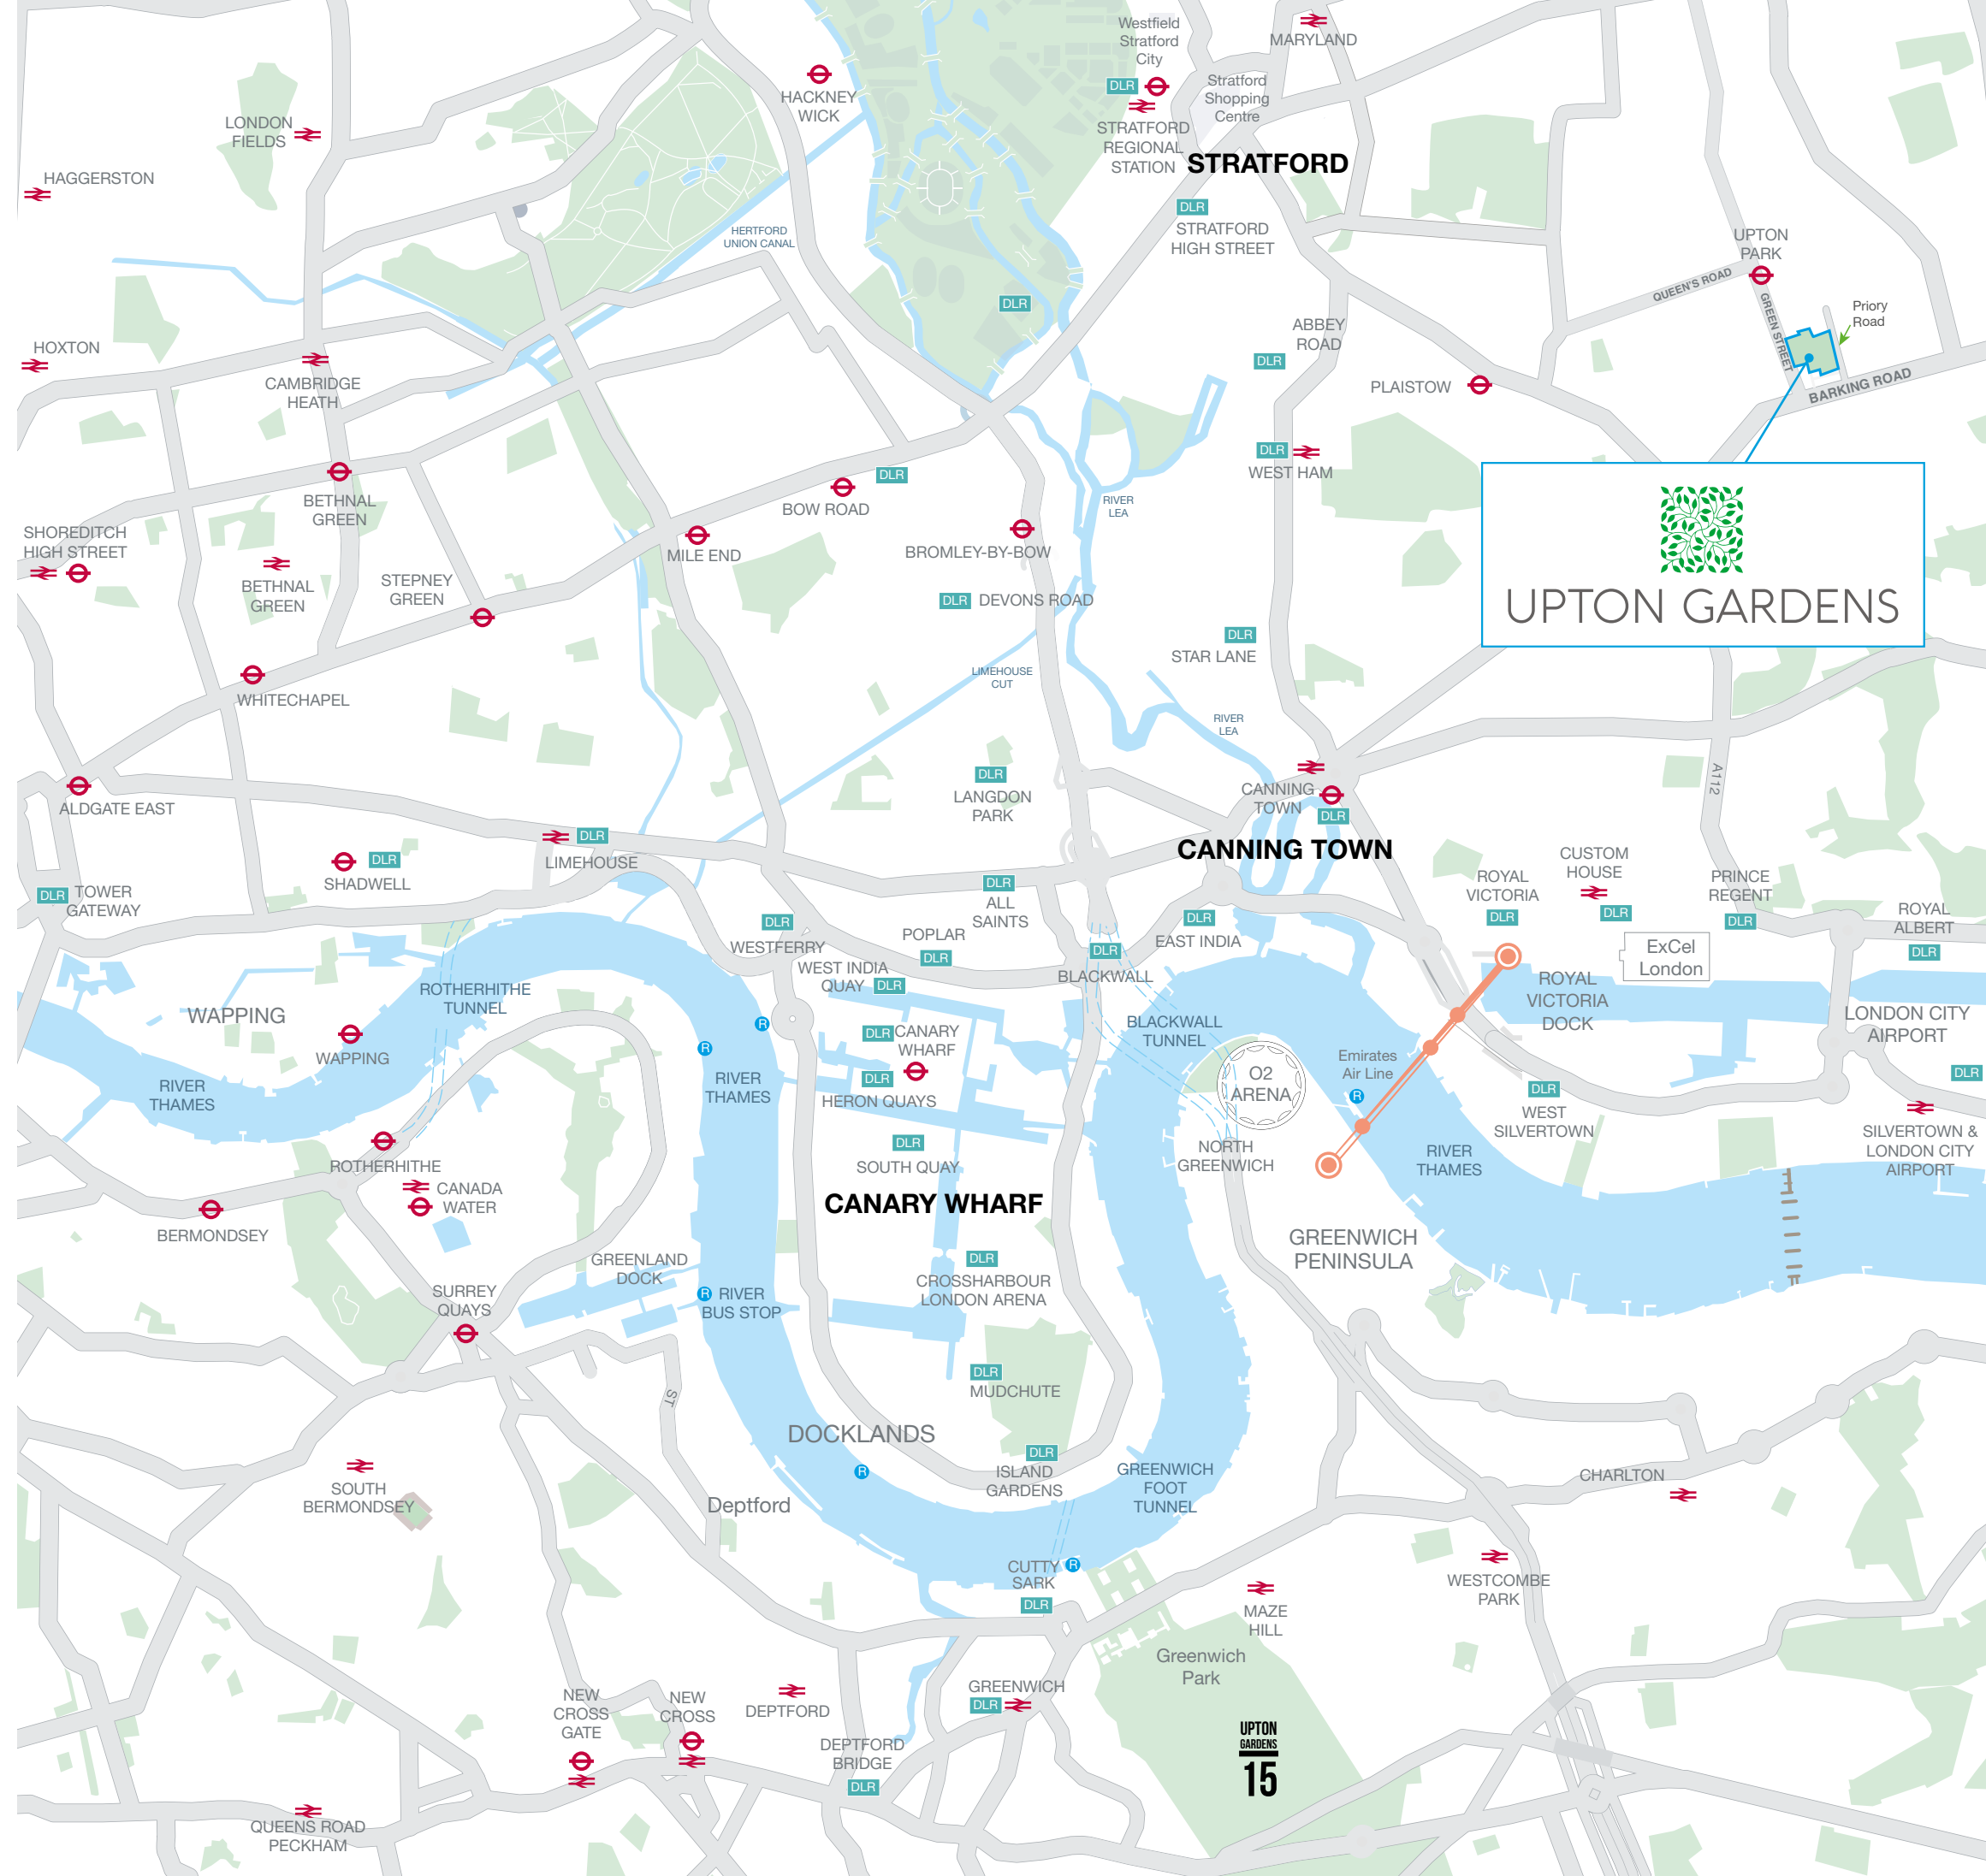 Westfield
Stratford
City
MARYLAND
DLR
Stratford
Shopping
Centre
HACKNEY
WICK
LONDON
FIELDS
STRATFORD
REGIONAL
STATION
STRATFORD
HAGGERSTON
DLR
STRATFORD
HIGH STREET
HERTFORD
UNION CANAL
UPTON
PARK
QUEEN'S ROAD
GREEN STREET
Priory
Road
DLR
ABBEY
ROAD
DLR
HOXTON
CAMBRIDGE
HEATH
PLAISTOW
BARKING ROAD
DLR
WEST HAM
DLR
BOW ROAD
BETHNAL
GREEN
RIVER
LEA
SHOREDITCH
HIGH STREET
MILE END
BROMLEY-BY-BOW
BETHNAL
GREEN
STEPNEY
GREEN
DLR DEVONS ROAD
UPTON GARDENS
DLR
STAR LANE
LIMEHOUSE
CUT
WHITECHAPEL
RIVER
LEA
DLR
LANGDON
PARK
CANNING
TOWN
DLR
A112
ALDGATE EAST
DLR
LIMEHOUSE
CANNING TOWN
DLR
SHADWELL
DLR TOWER
GATEWAY
DLR
ALL
SAINTS
ROYAL
VICTORIA
DLR
CUSTOM
HOUSE
DLR
PRINCE
REGENT
DLR
ROYAL
ALBERT
DLR
DLR
WESTFERRY
POPLAR
DLR
DLR
EAST INDIA
DLR
BLACKWALL
ExCel
London
WEST INDIA
QUAY DLR
ROTHERHITHE
TUNNEL
ROYAL
VICTORIA
DOCK
WAPPING
WAPPING
R
R
DLR CANARY
WHARF
BLACKWALL
TUNNEL
LONDON CITY
AIRPORT
Emirates
Air Line
R
O2
ARENA
RIVER
THAMES
RIVER
THAMES
DLR
HERON QUAYS
DLR
WEST
SILVERTOWN
DLR
SILVERTOWN &
LONDON CITY
AIRPORT
DLR
SOUTH QUAY
NORTH
GREENWICH
RIVER
THAMES
ROTHERHITHE
CANADA
WATER
CANARY WHARF
BERMONDSEY
GREENWICH
PENINSULA
GREENLAND
DOCK
DLR
CROSSHARBOUR
LONDON ARENA
SURREY
QUAYS
R RIVER
BUS STOP
DLR
MUDCHUTE
ST
DOCKLANDS
R
DLR
ISLAND
GARDENS
GREENWICH
FOOT
TUNNEL
SOUTH
BERMONDSEY
CHARLTON
Deptford
CUTTY
SARK
R
DLR
WESTCOMBE
PARK
MAZE
HILL
Greenwich
Park
GREENWICH
DLR
NEW
CROSS
GATE
NEW
CROSS
DEPTFORD
DEPTFORD
BRIDGE
DLR
UPTON
GARDENS
15
QUEENS ROAD
PECKHAM